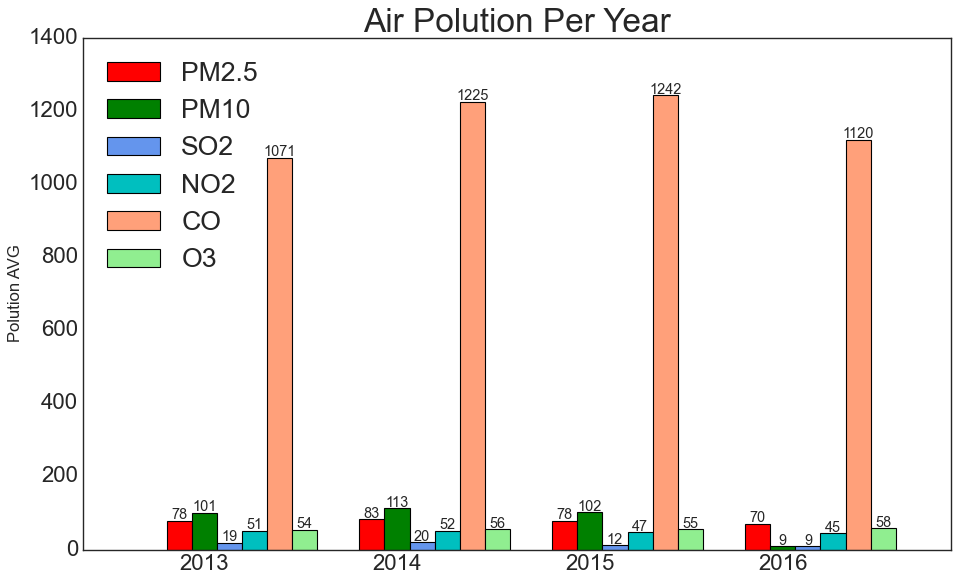 Air Polution Per Year
Polution AVG
1400
1200
1000
800
600
400
200
0
PM2.5
PM10
SO2
NO2
CO
O3
78 101 19 51 1071 54
83 113 20 52 1225 56
78 102 12 47 1242 55
70 9 9 45 1120 58
2013 2014 2015 2016